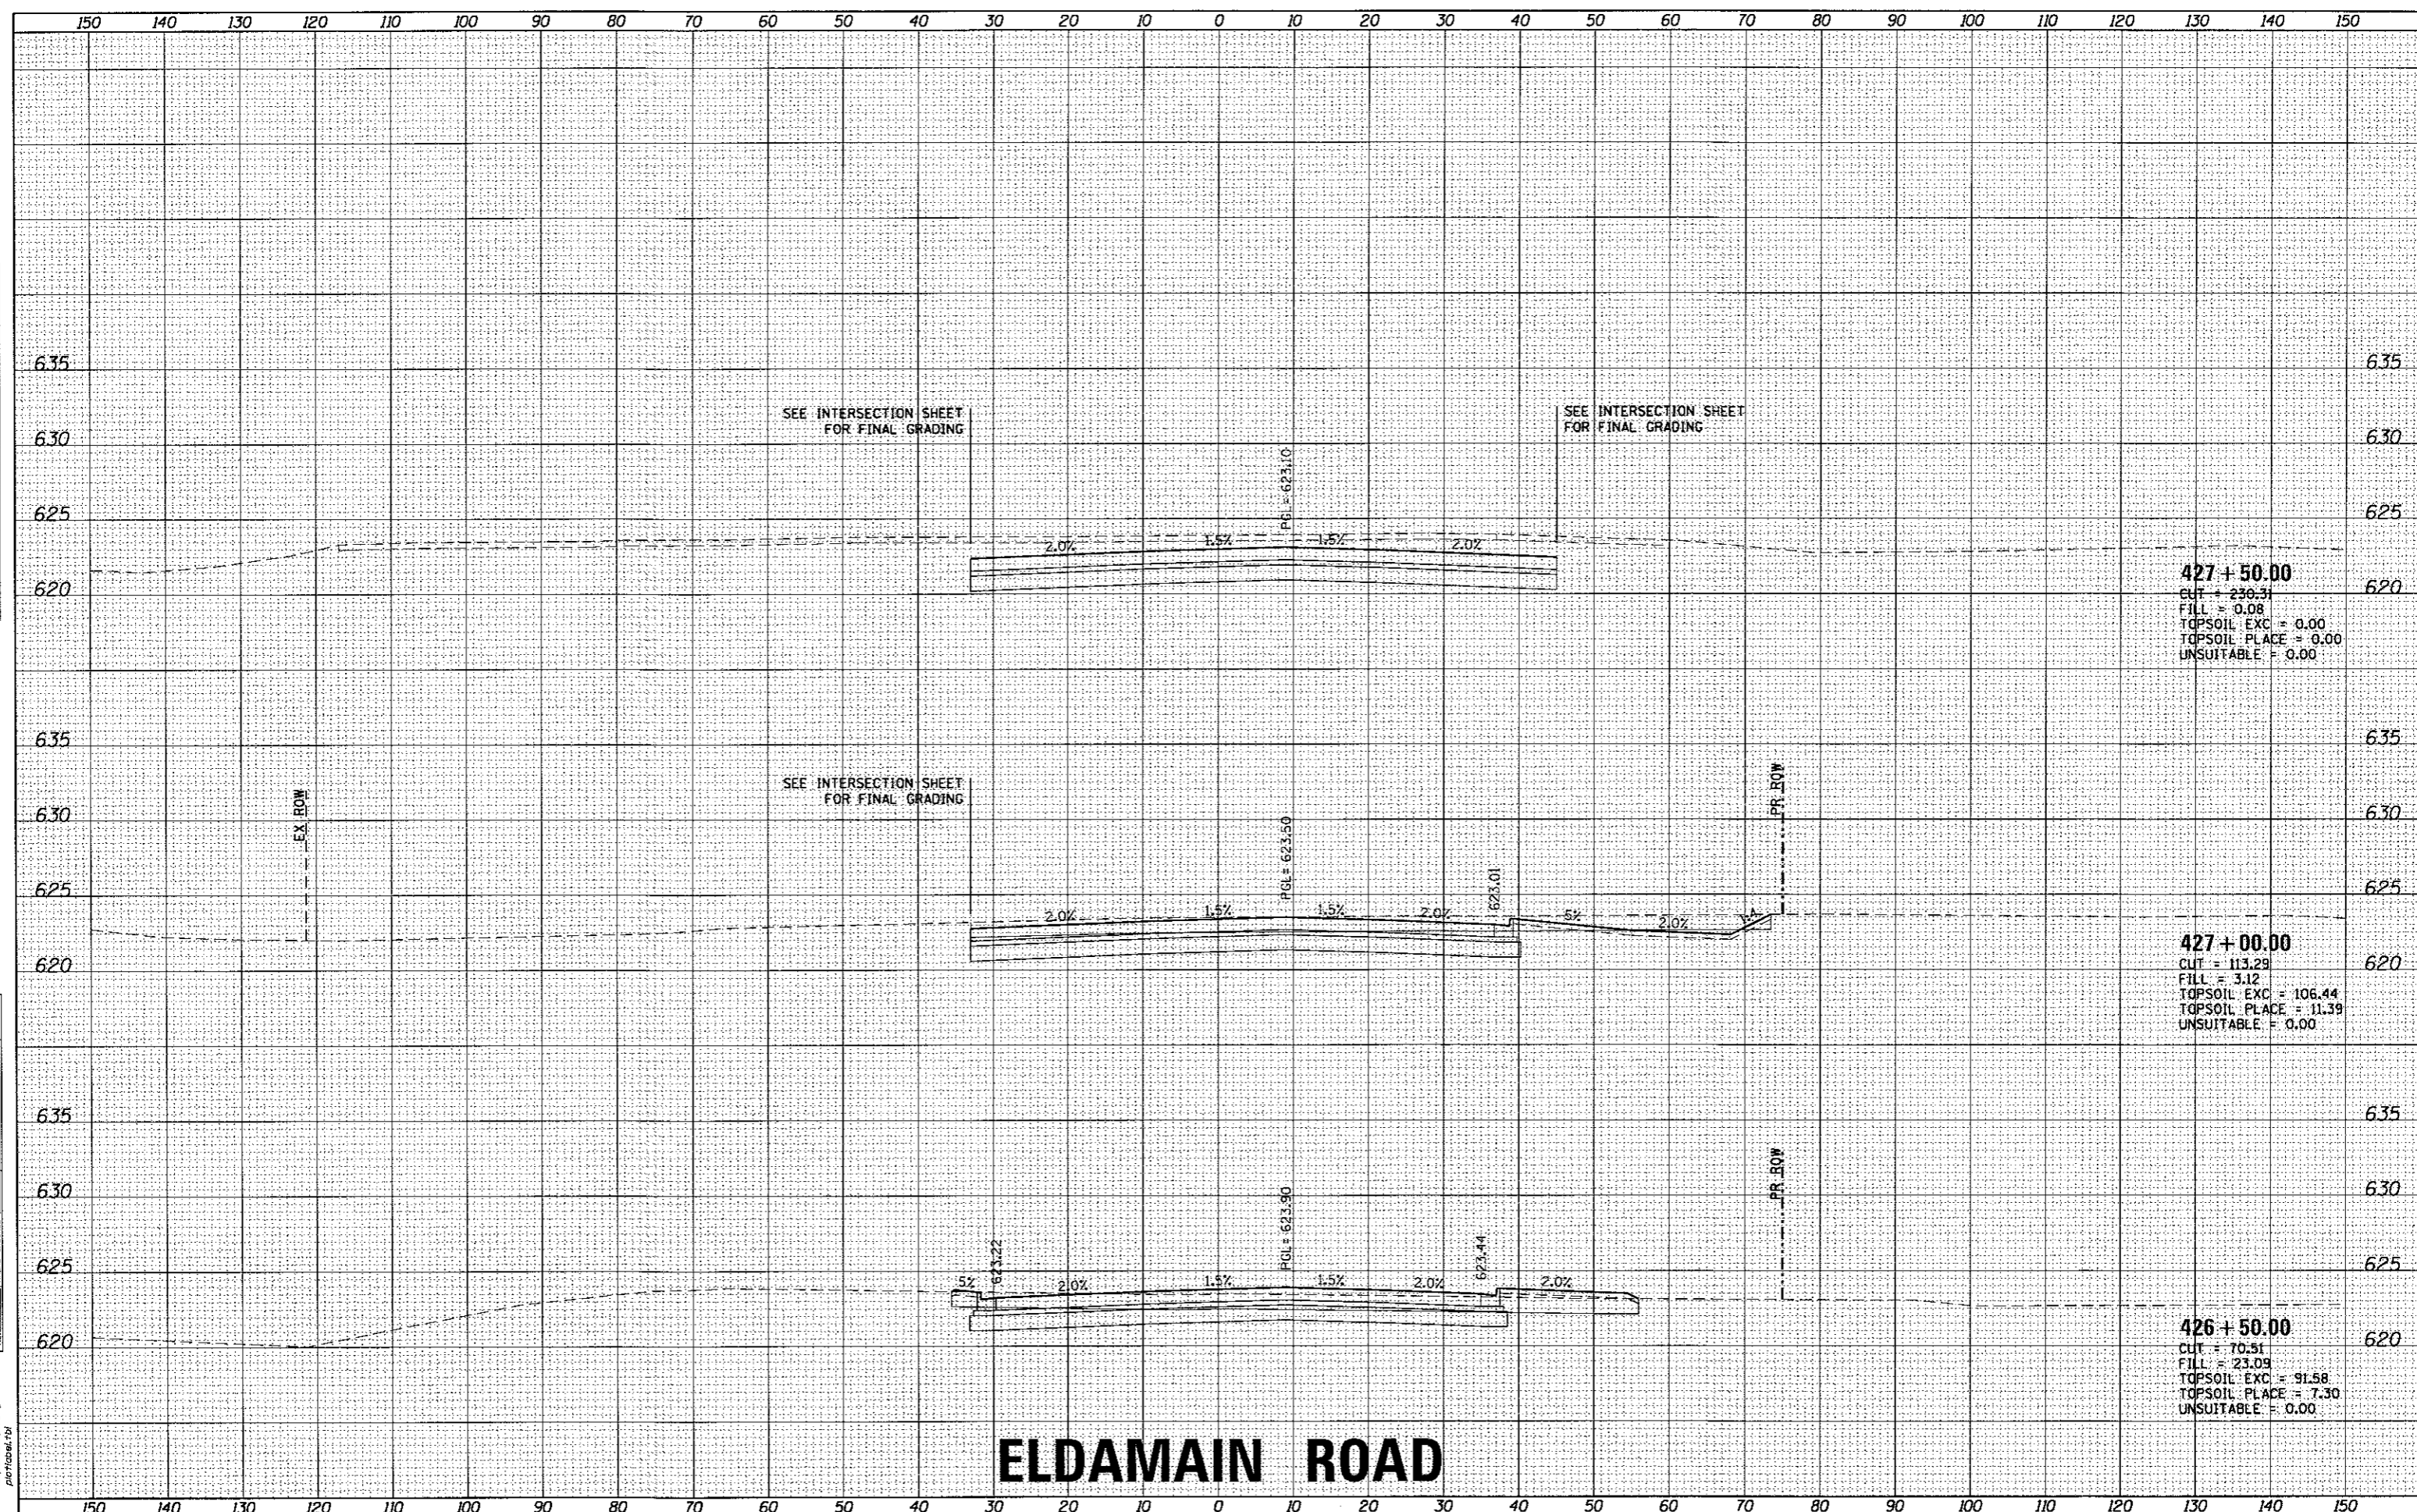 150 140 130 120 110 100 90 80 70 60 50 40 30 20 10 0 10 20 30 40 50 60 70 80 90 100 110 120 130 140 150
635 635
SEE INTERSECTION SHEET
FOR FINAL GRADING
SEE INTERSECTION SHEET
FOR FINAL GRADING
630 630
PGL = 623.10
625 625
2.0% 1.5% 1.5% 2.0%
427 + 50.00
620 620
CUT = 230.31
FILL = 0.08
TOPSOIL EXC = 0.00
TOPSOIL PLACE = 0.00
UNSUITABLE = 0.00
635 635
SEE INTERSECTION SHEET
FOR FINAL GRADING
EX ROW
PR ROW
630 630
PGL = 623.50
623.01
625 625
2.0% 1.5% 1.5% 2.0% 5% 2.0% 1:4
427 + 00.00
620 620
CUT = 113.29
FILL = 3.12
TOPSOIL EXC = 106.44
TOPSOIL PLACE = 11.39
UNSUITABLE = 0.00
635 635
PR ROW
630 630
623.22
PGL = 623.90
623.44
625 625
5% 2.0% 1.5% 1.5% 2.0% 2.0%
426 + 50.00
620 620
CUT = 70.51
FILL = 23.09
TOPSOIL EXC = 91.58
TOPSOIL PLACE = 7.30
UNSUITABLE = 0.00
plotlabel.tbl
ELDAMAIN ROAD
150 140 130 120 110 100 90 80 70 60 50 40 30 20 10 0 10 20 30 40 50 60 70 80 90 100 110 120 130 140 150